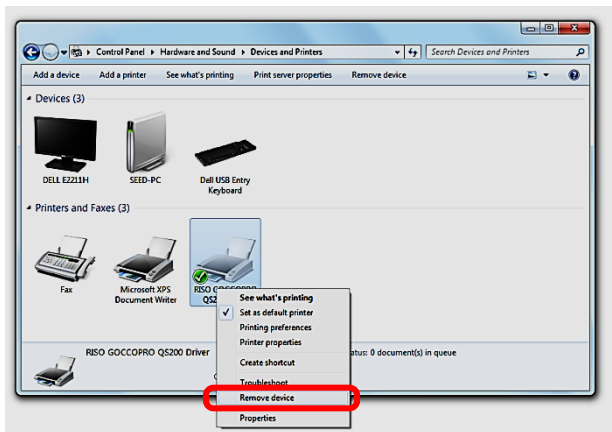 Control Panel ▸ Hardware and Sound ▸ Devices and Printers
Search Devices and Printers
Add a device Add a printer See what's printing Print server properties Remove device
Devices (3)
DELL E2211H
SEED-PC
Dell USB Entry
Keyboard
Printers and Faxes (3)
Fax
Microsoft XPS
Document Writer
RISO GOCCOPRO
See what's printing
Set as default printer
Printing preferences
Printer properties
Create shortcut
Troubleshoot
Remove device
Properties
RISO GOCCOPRO QS200 Driver
0 document(s) in queue